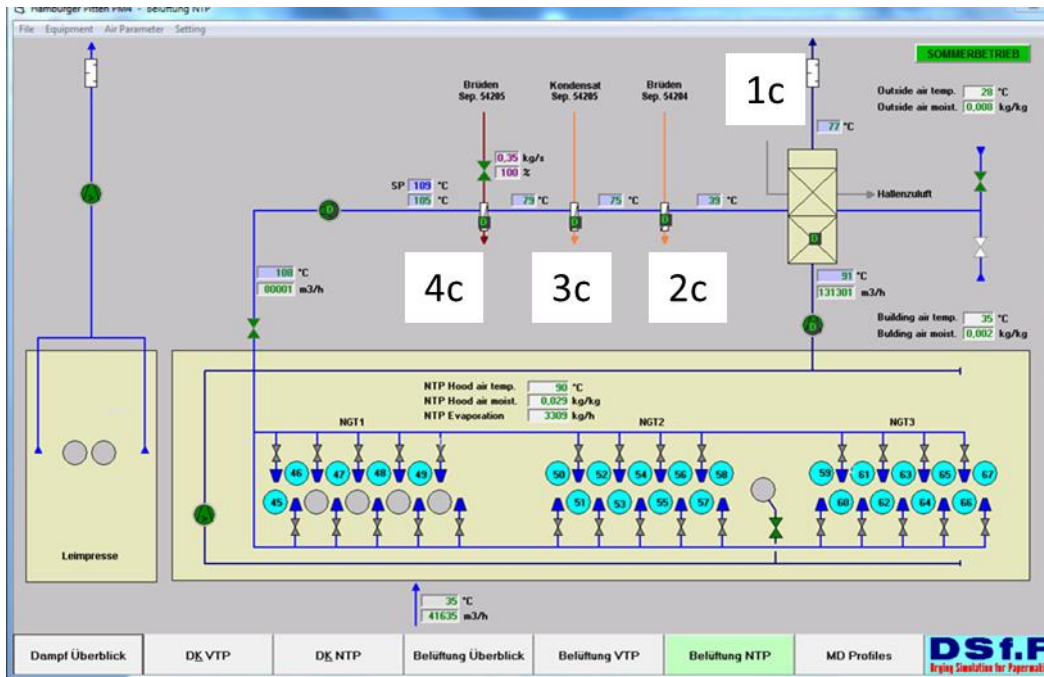 Hamburger Pitten PM4 - Belüftung NTP
File Equipment Air Parameter Setting
SOMMERBETRIEB
Brüden
Sep. 54205
Kondensat
Sep. 54205
Brüden
Sep. 54204
1c
Outside air temp. 28 °C
Outside air moist. 0,008 kg/kg
77 °C
0,35 kg/s
100 %
SP 109 °C
105 °C
79 °C
75 °C
39 °C
Hallenzuluft
D
D
D
D
D
4c
3c
2c
108 °C
80001 m3/h
91 °C
131301 m3/h
D
Building air temp. 35 °C
Bulding air moist. 0,002 kg/kg
NTP Hood air temp. 90 °C
NTP Hood air moist. 0,029 kg/kg
NTP Evaporation 3309 kg/h
NGT1
NGT2
NGT3
46 47 48 49 50 52 54 56 58 59 61 63 65 67
45 51 53 55 57 60 62 64 66
Leimpresse
35 °C
41635 m3/h
Dampf Überblick
DK VTP
DK NTP
Belüftung Überblick
Belüftung VTP
Belüftung NTP
MD Profiles
DSf.P
Drying Simulation for Papermaki